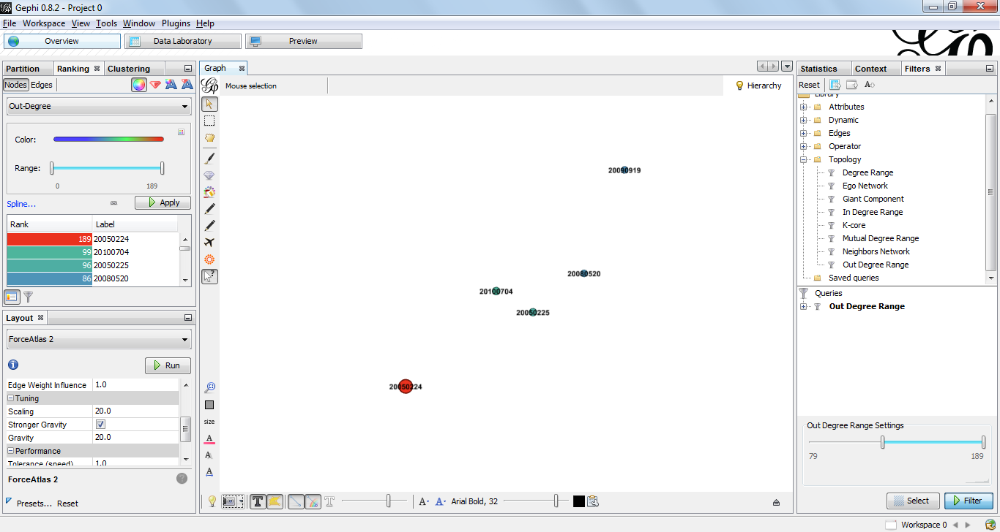 Gephi 0.8.2 - Project 0
File Workspace View Tools Window Plugins Help
Overview Data Laboratory Preview
Partition Ranking Clustering
Nodes Edges
Out-Degree
Color:
Range:
0 189
Spline... Apply
Rank Label
189 20050224
99 20100704
96 20050225
86 20080520
Layout
ForceAtlas 2
Run
Edge Weight Influence 1.0
Tuning
Scaling 20.0
Stronger Gravity
Gravity 20.0
Performance
Tolerance (speed) 1.0
ForceAtlas 2
Presets... Reset
Graph
Mouse selection
Hierarchy
20090919
20080520
20100704
20050225
20050224
size
Arial Bold, 32
Statistics Context Filters
Reset
Library
Attributes
Dynamic
Edges
Operator
Topology
Degree Range
Ego Network
Giant Component
In Degree Range
K-core
Mutual Degree Range
Neighbors Network
Out Degree Range
Saved queries
Queries
Out Degree Range
Out Degree Range Settings
79 189
Select Filter
Workspace 0